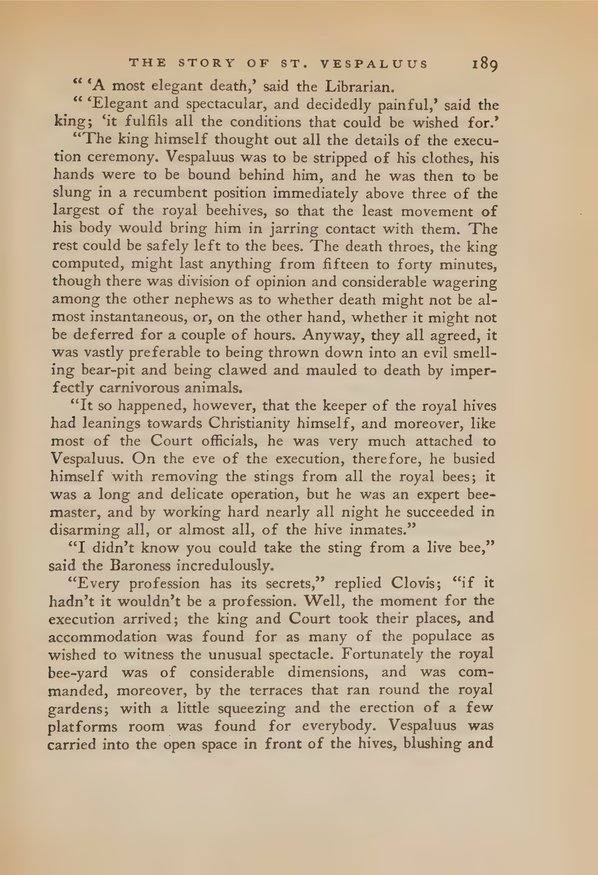 THE STORY OF ST. VESPALUUS 189
“ ‘A most elegant death,’ said the Librarian.
“ ‘Elegant and spectacular, and decidedly painful,’ said the
king; ‘it fulfils all the conditions that could be wished for.’
“The king himself thought out all the details of the execu-
tion ceremony. Vespaluus was to be stripped of his clothes, his
hands were to be bound behind him, and he was then to be
slung in a recumbent position immediately above three of the
largest of the royal beehives, so that the least movement of
his body would bring him in jarring contact with them. The
rest could be safely left to the bees. The death throes, the king
computed, might last anything from fifteen to forty minutes,
though there was division of opinion and considerable wagering
among the other nephews as to whether death might not be al-
most instantaneous, or, on the other hand, whether it might not
be deferred for a couple of hours. Anyway, they all agreed, it
was vastly preferable to being thrown down into an evil smell-
ing bear-pit and being clawed and mauled to death by imper-
fectly carnivorous animals.
“It so happened, however, that the keeper of the royal hives
had leanings towards Christianity himself, and moreover, like
most of the Court officials, he was very much attached to
Vespaluus. On the eve of the execution, therefore, he busied
himself with removing the stings from all the royal bees; it
was a long and delicate operation, but he was an expert bee-
master, and by working hard nearly all night he succeeded in
disarming all, or almost all, of the hive inmates.”
“I didn’t know you could take the sting from a live bee,”
said the Baroness incredulously.
“Every profession has its secrets,” replied Clovis; “if it
hadn’t it wouldn’t be a profession. Well, the moment for the
execution arrived; the king and Court took their places, and
accommodation was found for as many of the populace as
wished to witness the unusual spectacle. Fortunately the royal
bee-yard was of considerable dimensions, and was com-
manded, moreover, by the terraces that ran round the royal
gardens; with a little squeezing and the erection of a few
platforms room was found for everybody. Vespaluus was
carried into the open space in front of the hives, blushing and